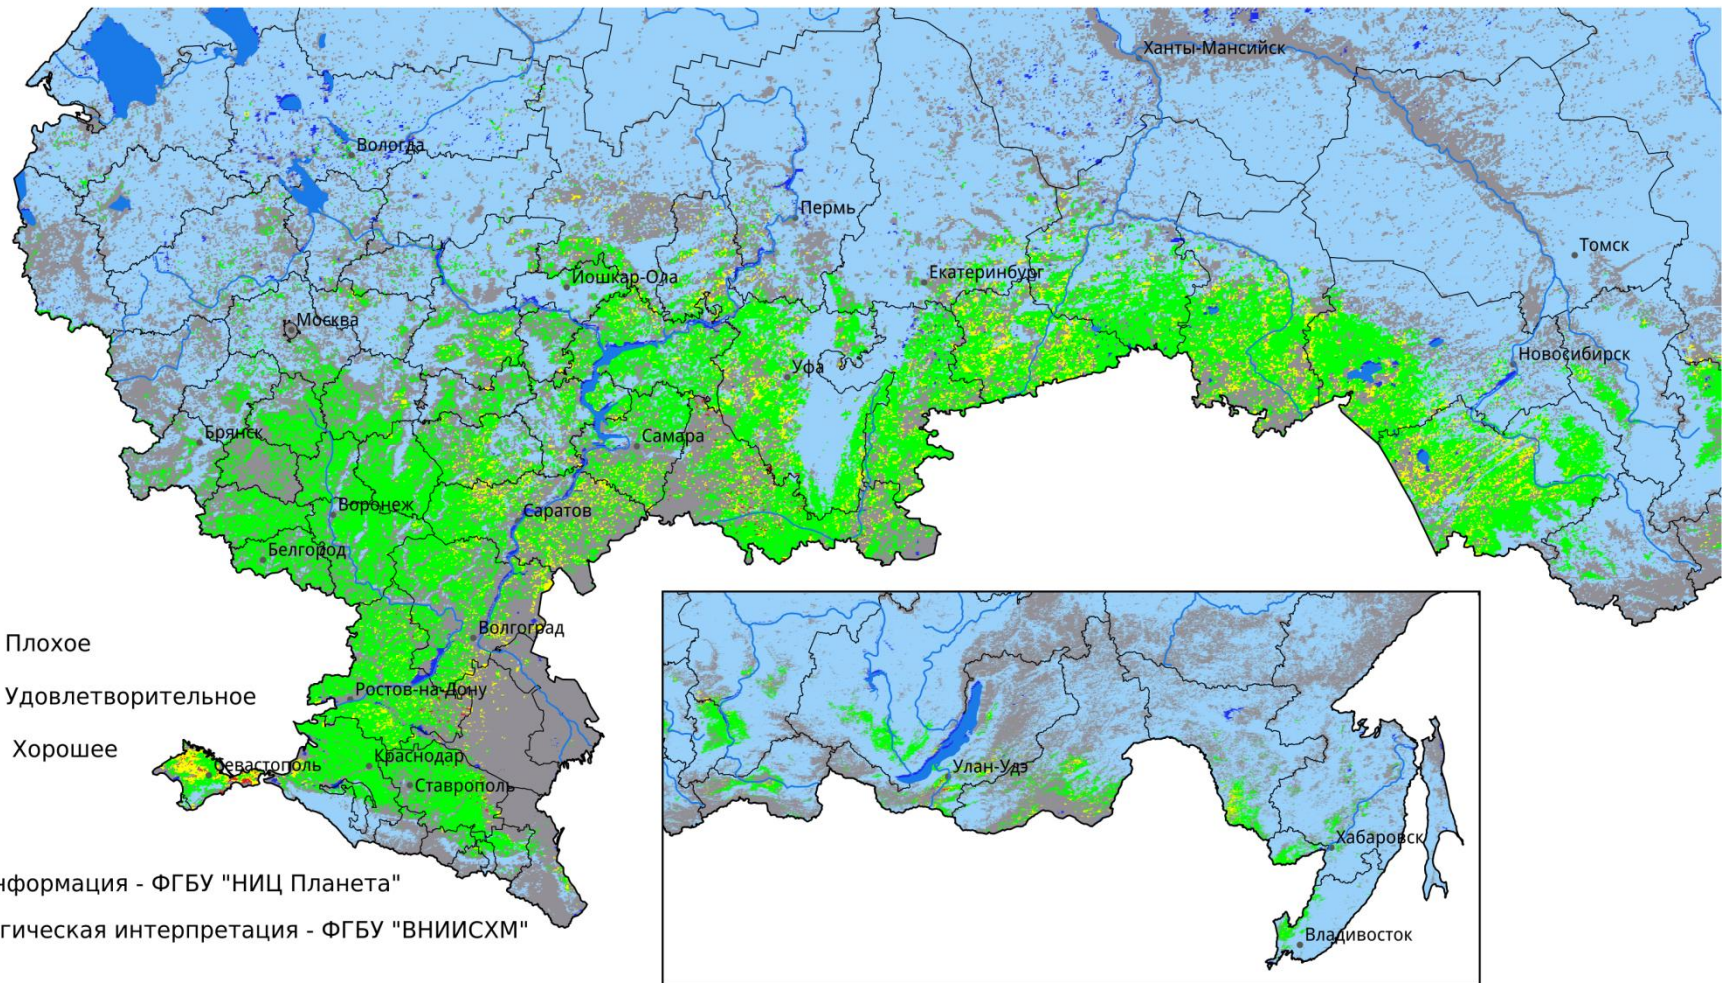 Ханты-Мансийск
Вологда
Пермь
Томск
Йошкар-Ола
Екатеринбург
Москва
Новосибирск
Уфа
Брянск
Самара
Воронеж
Саратов
Белгород
Волгоград
Плохое
Удовлетворительное
Ростов-на-Дону
Хорошее
Севастополь
Краснодар
Ставрополь
Улан-Удэ
Хабаровск
Владивосток
нформация - ФГБУ "НИЦ Планета"
гическая интерпретация - ФГБУ "ВНИИСХМ"